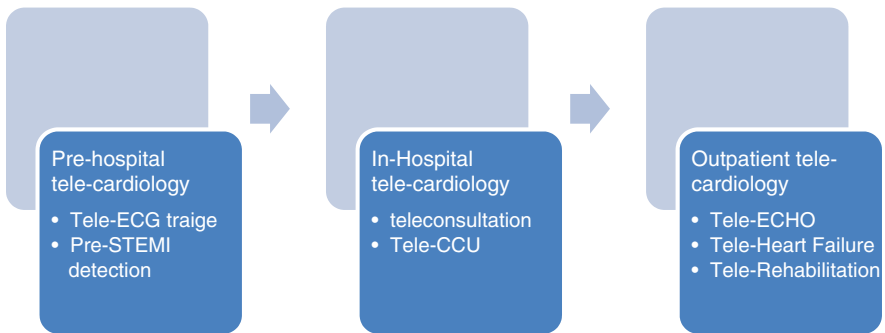 Pre-hospital
tele-cardiology
• Tele-ECG traige
• Pre-STEMI
detection
In-Hospital
tele-cardiology
• teleconsultation
• Tele-CCU
Outpatient tele-
cardiology
• Tele-ECHO
• Tele-Heart Failure
• Tele-Rehabilitation